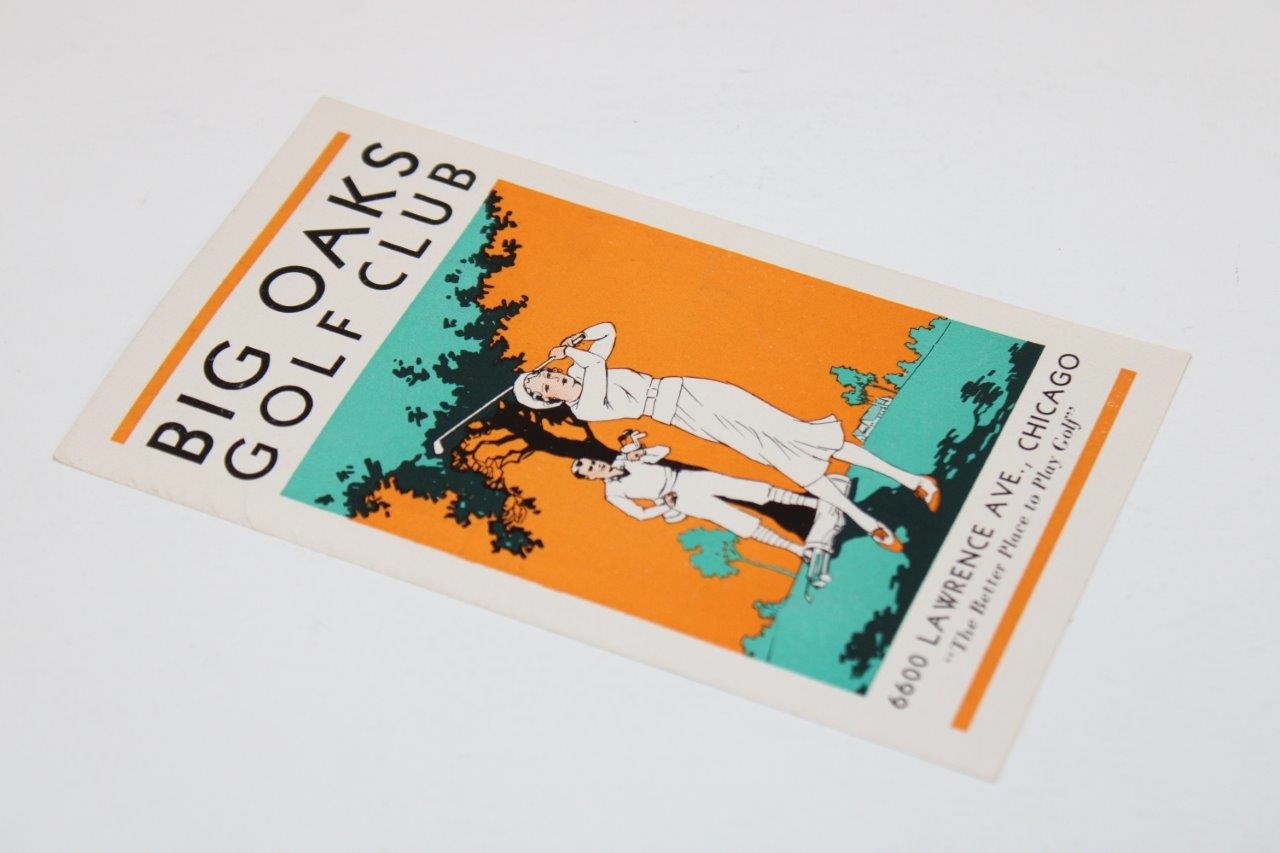 BIG OAKS
GOLF CLUB
6600 LAWRENCE AVE., CHICAGO
"The Better Place to Play Golf"